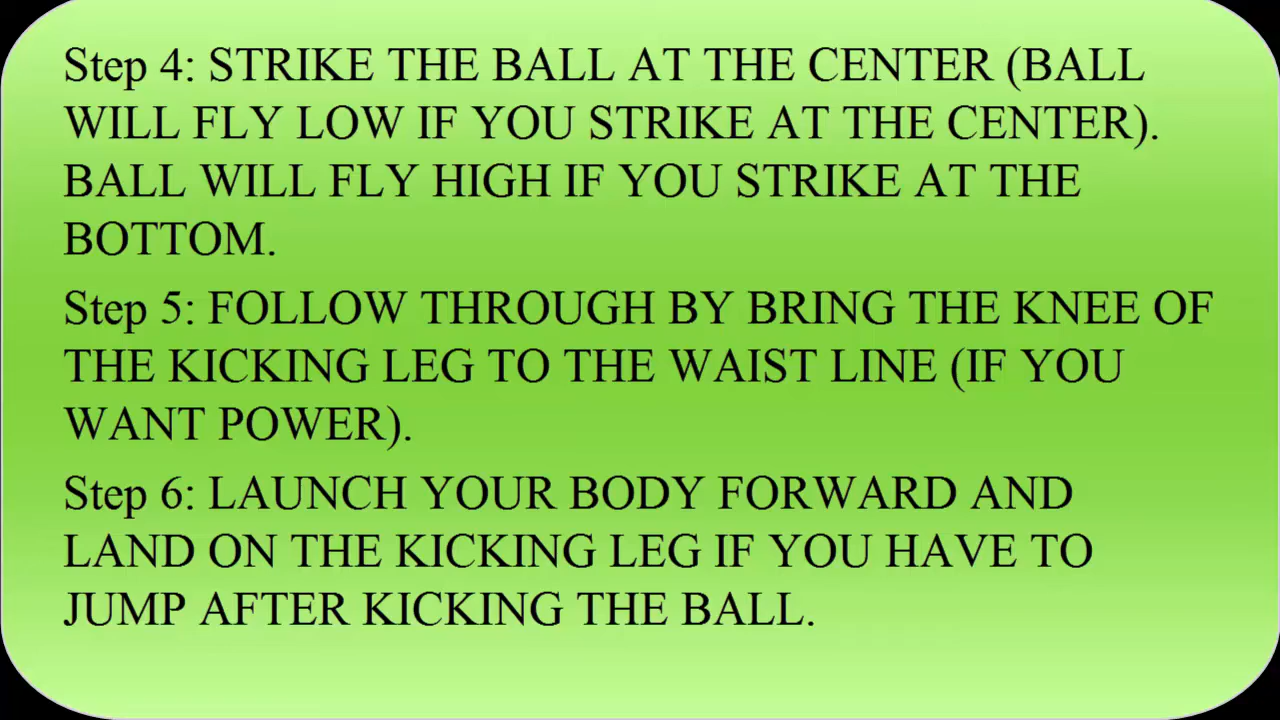 Step 4: STRIKE THE BALL AT THE CENTER (BALL
WILL FLY LOW IF YOU STRIKE AT THE CENTER).
BALL WILL FLY HIGH IF YOU STRIKE AT THE
BOTTOM.
Step 5: FOLLOW THROUGH BY BRING THE KNEE OF
THE KICKING LEG TO THE WAIST LINE (IF YOU
WANT POWER).
Step 6: LAUNCH YOUR BODY FORWARD AND
LAND ON THE KICKING LEG IF YOU HAVE TO
JUMP AFTER KICKING THE BALL.